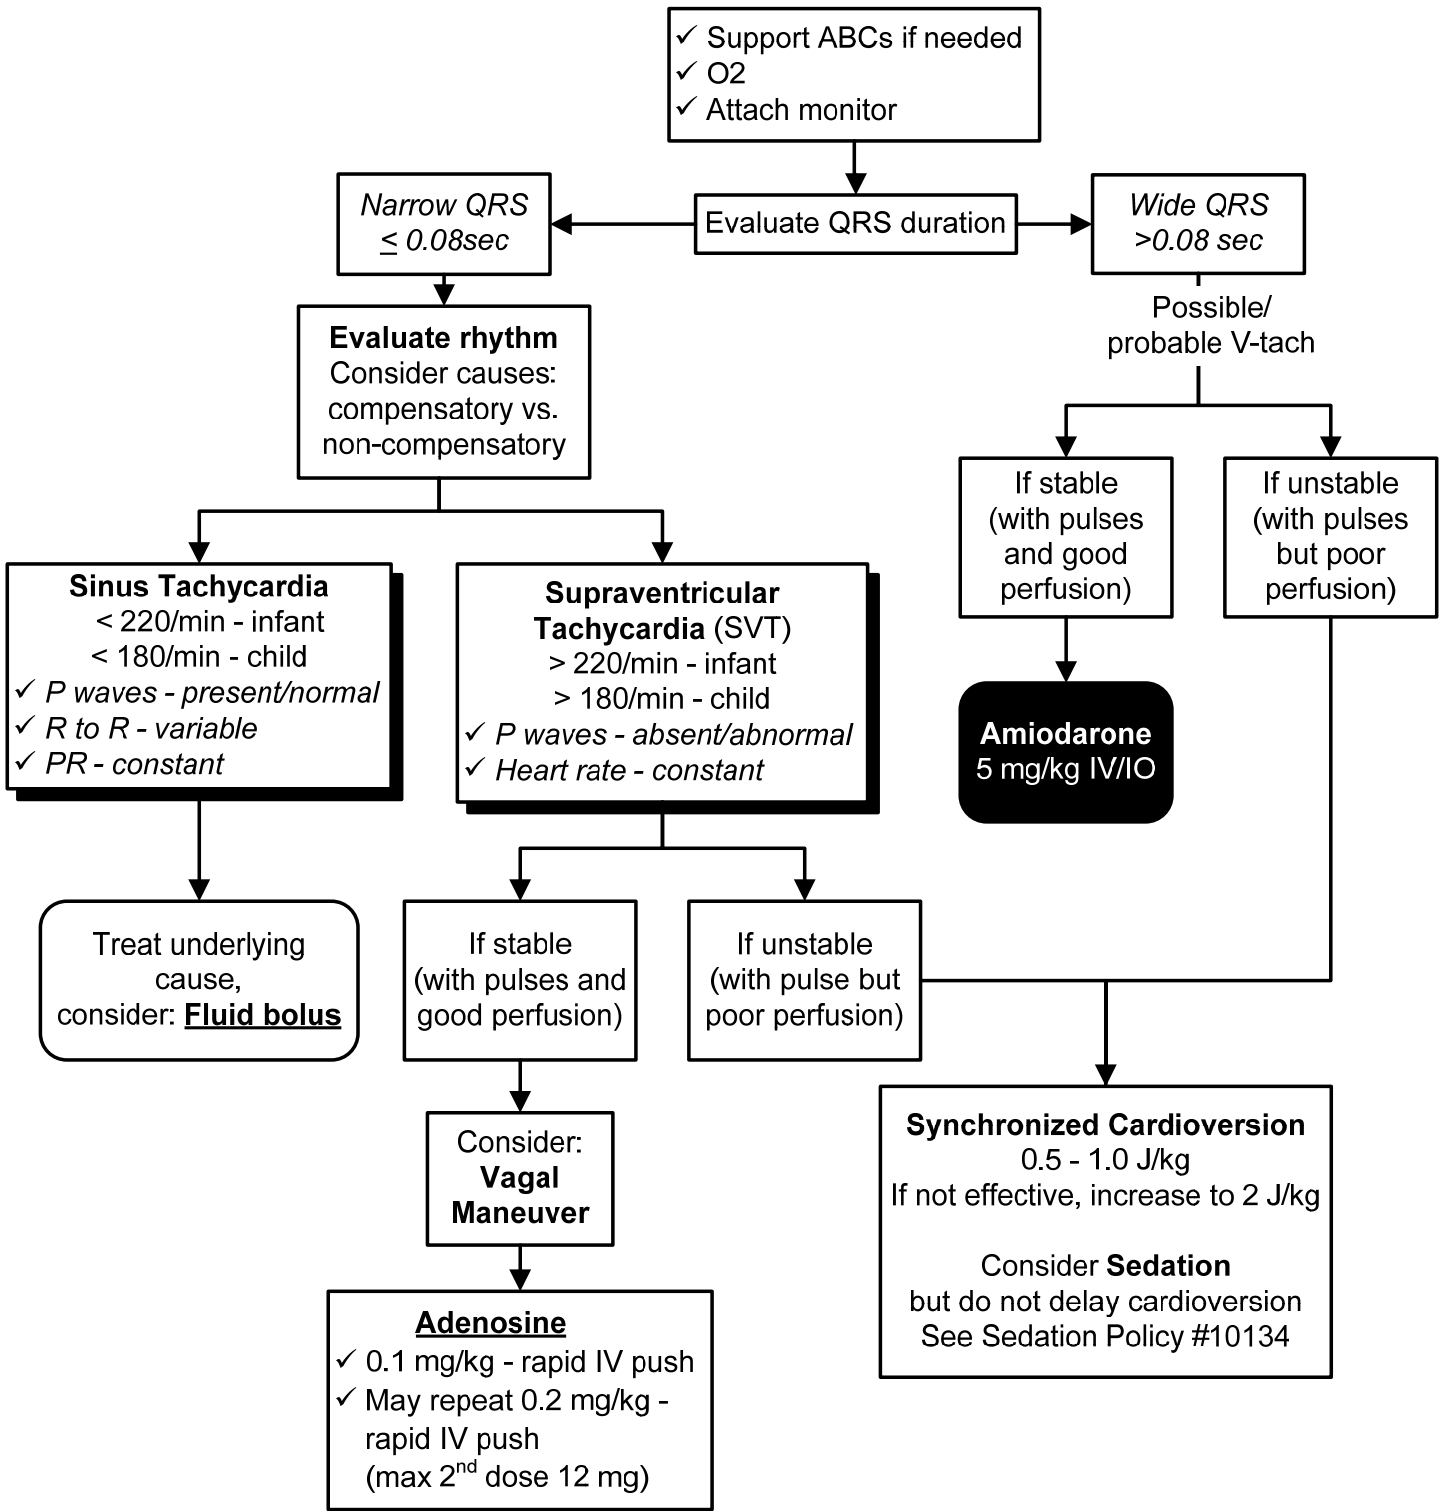 ✓ Support ABCs if needed
✓ O2
✓ Attach monitor
Evaluate QRS duration
Narrow QRS
≤ 0.08sec
Wide QRS
>0.08 sec
Evaluate rhythm
Consider causes:
compensatory vs.
non-compensatory
Possible/
probable V-tach
If stable
(with pulses
and good
perfusion)
If unstable
(with pulses
but poor
perfusion)
Sinus Tachycardia
< 220/min - infant
< 180/min - child
✓ P waves - present/normal
✓ R to R - variable
✓ PR - constant
Supraventricular
Tachycardia (SVT)
> 220/min - infant
> 180/min - child
✓ P waves - absent/abnormal
✓ Heart rate - constant
Amiodarone
5 mg/kg IV/IO
Treat underlying
cause,
consider: Fluid bolus
If stable
(with pulses and
good perfusion)
If unstable
(with pulse but
poor perfusion)
Consider:
Vagal
Maneuver
Synchronized Cardioversion
0.5 - 1.0 J/kg
If not effective, increase to 2 J/kg
Consider Sedation
but do not delay cardioversion
See Sedation Policy #10134
Adenosine
✓ 0.1 mg/kg - rapid IV push
✓ May repeat 0.2 mg/kg -
rapid IV push
(max 2nd dose 12 mg)